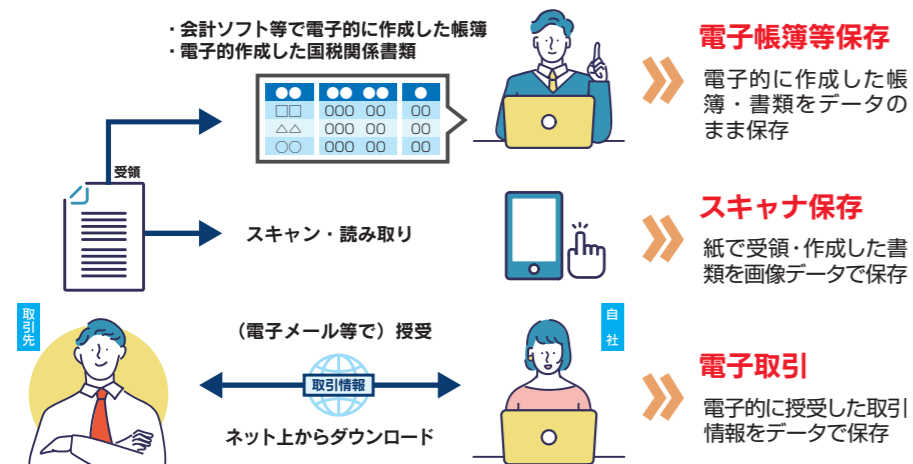 ・会計ソフト等で電子的に作成した帳簿
・電子的作成した国税関係書類
●● ●● ●● ●
□□ 000 00 00
△△ 000 00 00
○○ 000 00 00
電子帳簿等保存
電子的に作成した帳
簿・書類をデータの
まま保存
受領
スキャン・読み取り
スキャナ保存
紙で受領・作成した書
類を画像データで保存
取引先
(電子メール等で)授受
取引情報
ネット上からダウンロード
自社
電子取引
電子的に授受した取引
情報をデータで保存